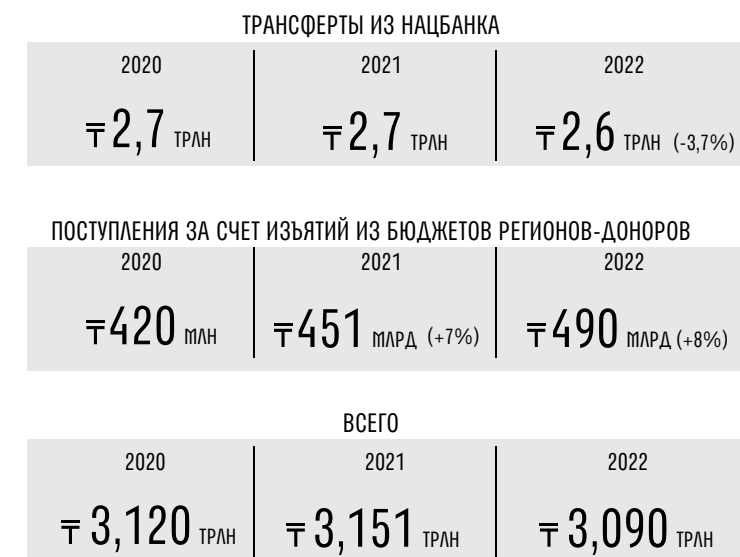 ТРАНСФЕРТЫ ИЗ НАЦБАНКА
2020 2021 2022
₸2,7 ТРЛН ₸2,7 ТРЛН ₸2,6 ТРЛН (-3,7%)
ПОСТУПЛЕНИЯ ЗА СЧЕТ ИЗЪЯТИЙ ИЗ БЮДЖЕТОВ РЕГИОНОВ-ДОНОРОВ
2020 2021 2022
₸420 МЛН ₸451 МЛРД (+7%) ₸490 МЛРД (+8%)
ВСЕГО
2020 2021 2022
₸ 3,120 ТРЛН ₸ 3,151 ТРЛН ₸ 3,090 ТРЛН